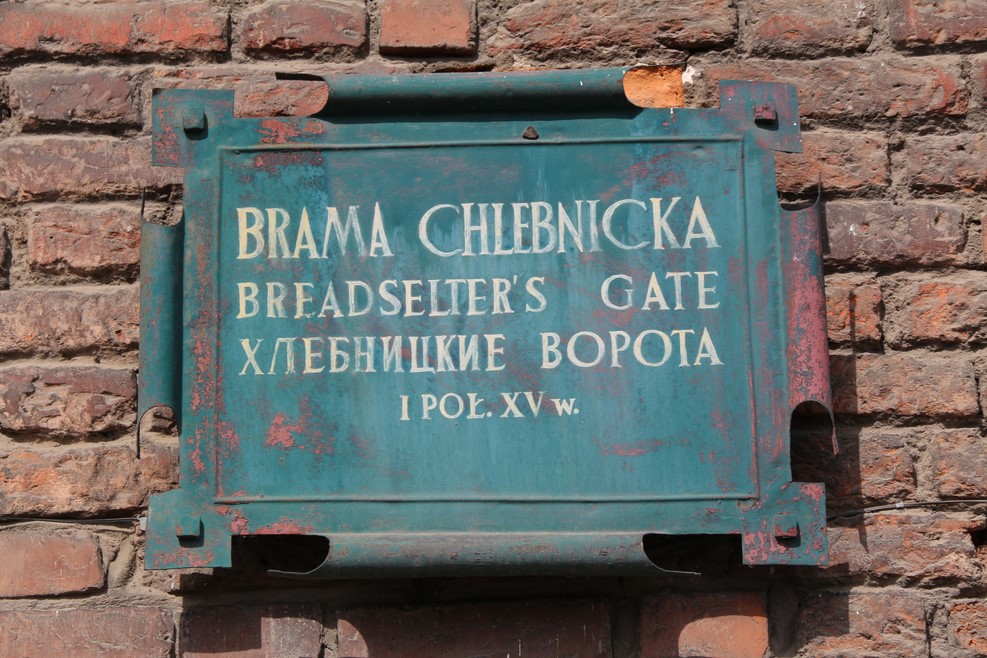 BRAMA CHLEBNICKA
BREADSELTER'S GATE
ХЛЕБНИЦКИЕ ВОРОТА
I POŁ. XV w.